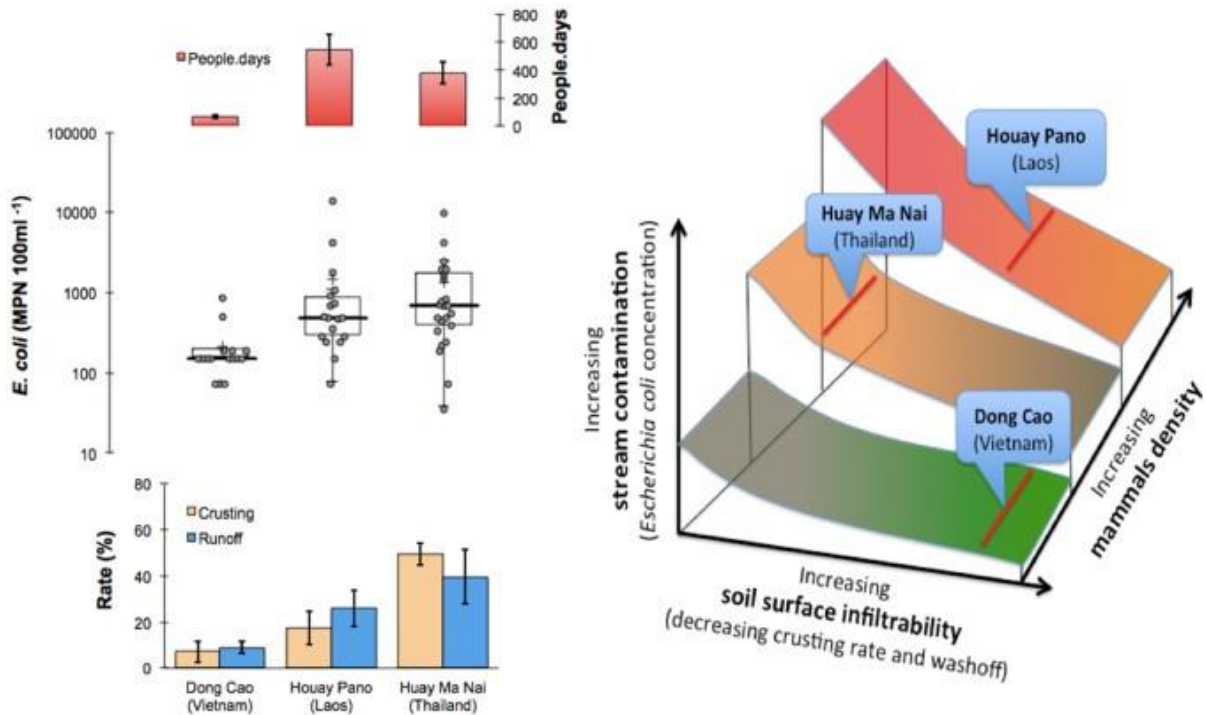 People.days
800
600
400
200
0
People.days
100000
10000
1000
100
10
E. coli (MPN 100ml -1)
80
60
40
20
0
Rate (%)
Crusting
Runoff
Dong Cao
(Vietnam)
Houay Pano
(Laos)
Huay Ma Nai
(Thailand)
Houay Pano
(Laos)
Huay Ma Nai
(Thailand)
Dong Cao
(Vietnam)
Increasing
stream contamination
(Escherichia coli concentration)
Increasing
soil surface infiltrability
(decreasing crusting rate and washoff)
Increasing
mammals density